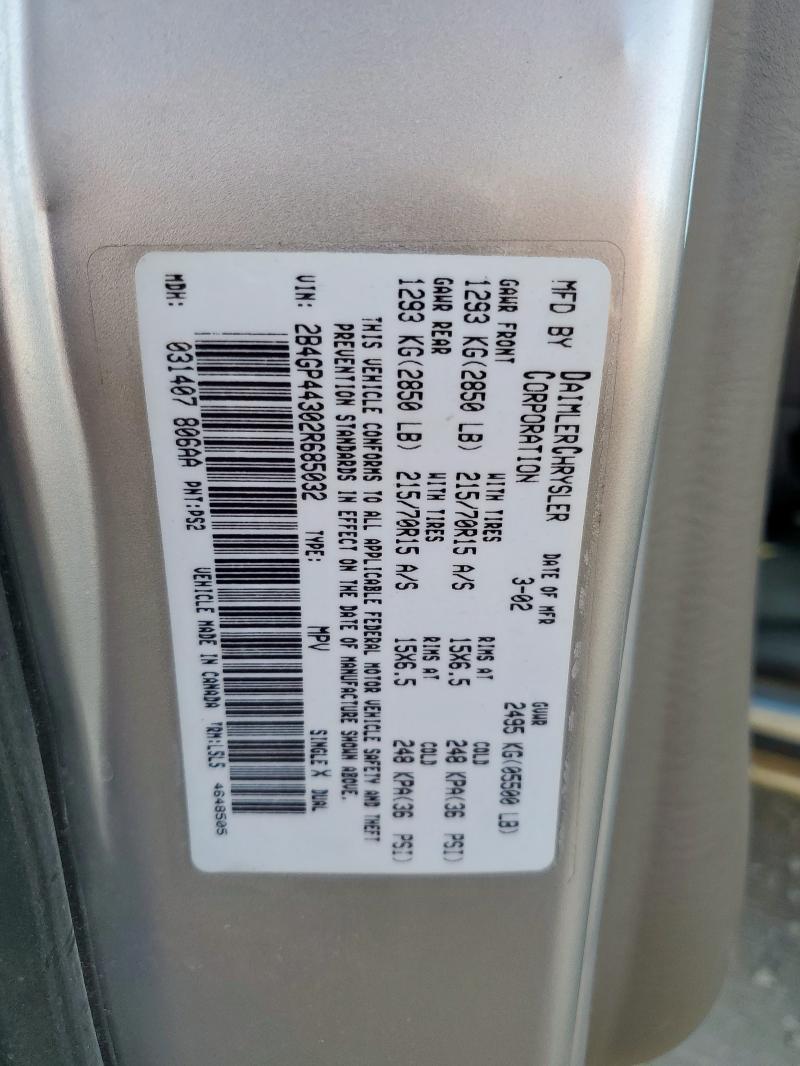 MFD BY DAIMLERCHRYSLER CORPORATION
DATE OF MFR 3-02
GVWR 2495 KG(05500 LB)
GAWR FRONT WITH TIRES RIMS AT COLD
1293 KG(2850 LB) 215/70R15 A/S 15X6.5 248 KPA(36 PSI)
GAWR REAR WITH TIRES RIMS AT COLD
1293 KG(2850 LB) 215/70R15 A/S 15X6.5 248 KPA(36 PSI)
THIS VEHICLE CONFORMS TO ALL APPLICABLE FEDERAL MOTOR VEHICLE SAFETY AND THEFT
PREVENTION STANDARDS IN EFFECT ON THE DATE OF MANUFACTURE SHOWN ABOVE.
VIN: 2B4GP44302R685032 TYPE: MPV SINGLE X DUAL
MDH: 031407 806AA PNT:PS2 VEHICLE MADE IN CANADA TRM:LSL5 4648505